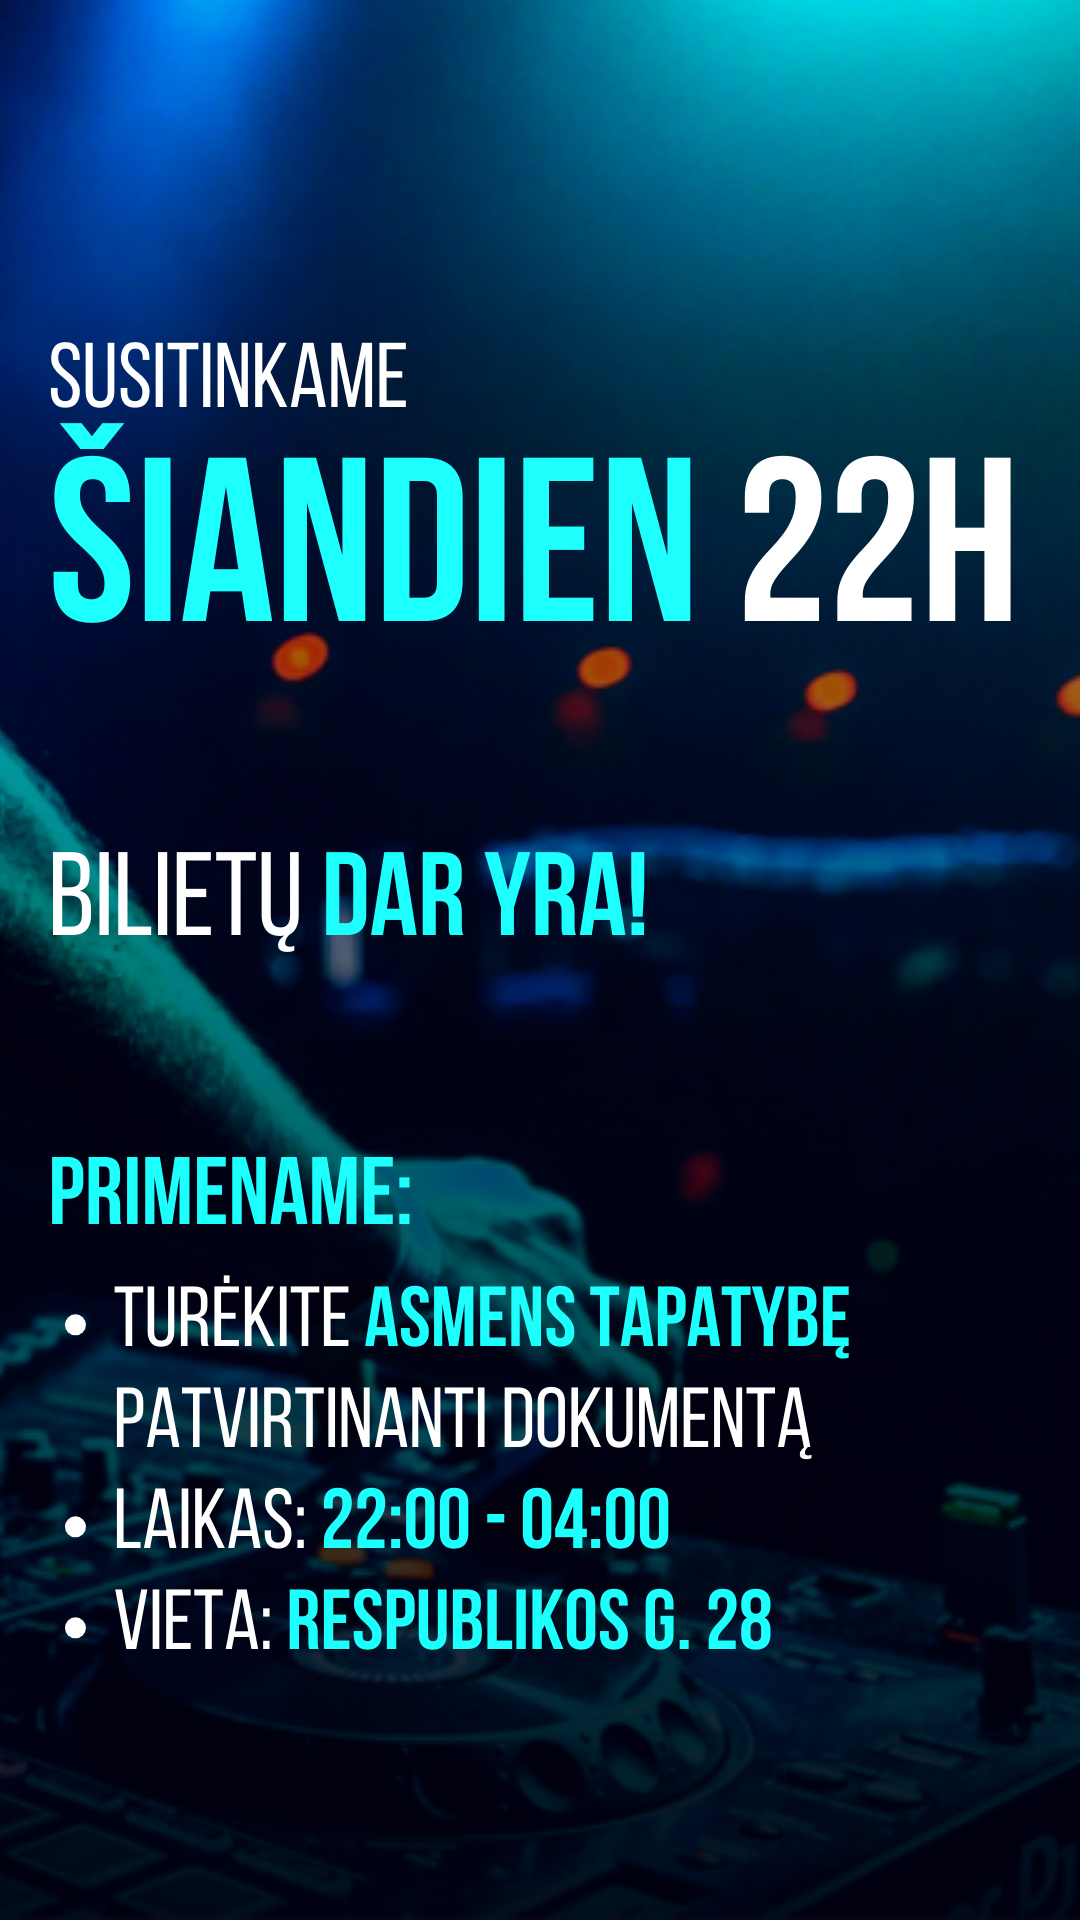 SUSITINKAME
ŠIANDIEN 22H
BILIETŲ DAR YRA!
PRIMENAME:
• TURĖKITE ASMENS TAPATYBĘ
PATVIRTINANTI DOKUMENTĄ
• LAIKAS: 22:00 - 04:00
• VIETA: RESPUBLIKOS G. 28